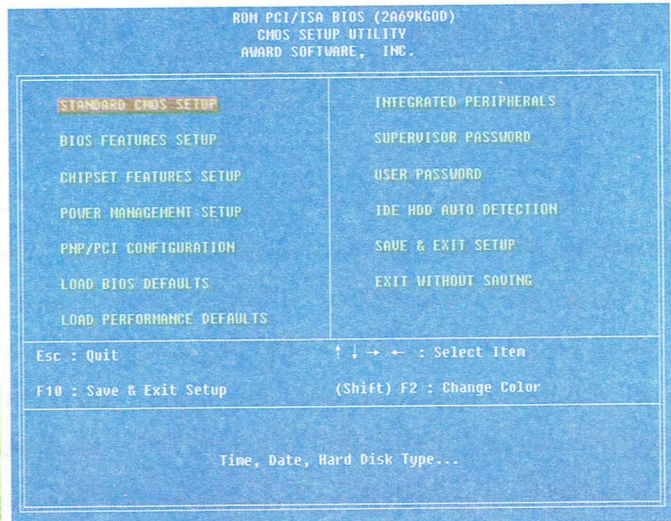 ROM PCI/ISA BIOS (2A69KG0D)
CMOS SETUP UTILITY
AWARD SOFTWARE, INC.
STANDARD CMOS SETUP
BIOS FEATURES SETUP
CHIPSET FEATURES SETUP
POWER MANAGEMENT SETUP
PNP/PCI CONFIGURATION
LOAD BIOS DEFAULTS
LOAD PERFORMANCE DEFAULTS
INTEGRATED PERIPHERALS
SUPERVISOR PASSWORD
USER PASSWORD
IDE HDD AUTO DETECTION
SAVE & EXIT SETUP
EXIT WITHOUT SAVING
Esc : Quit
↑ ↓ → ← : Select Item
F10 : Save & Exit Setup
(Shift) F2 : Change Color
Time, Date, Hard Disk Type...